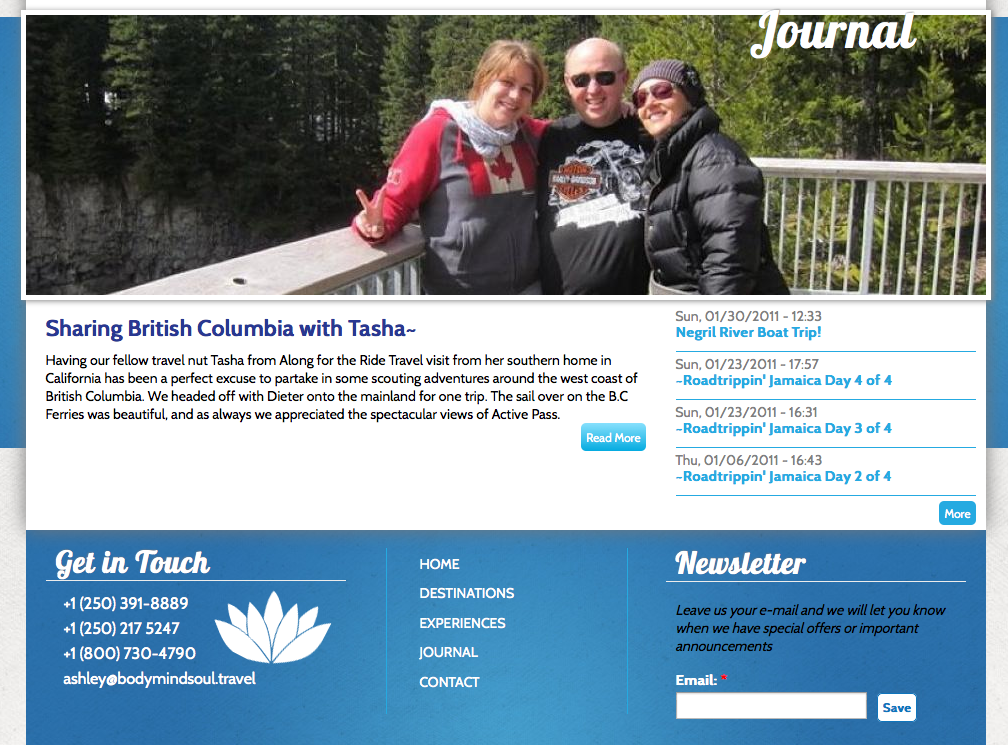 Journal
MOTOR
HARLEY-DAVIDSON
CYCLES
Sharing British Columbia with Tasha~
Having our fellow travel nut Tasha from Along for the Ride Travel visit from her southern home in
California has been a perfect excuse to partake in some scouting adventures around the west coast of
British Columbia. We headed off with Dieter onto the mainland for one trip. The sail over on the B.C
Ferries was beautiful, and as always we appreciated the spectacular views of Active Pass.
Read More
Sun, 01/30/2011 - 12:33
Negril River Boat Trip!
Sun, 01/23/2011 - 17:57
~Roadtrippin' Jamaica Day 4 of 4
Sun, 01/23/2011 - 16:31
~Roadtrippin' Jamaica Day 3 of 4
Thu, 01/06/2011 - 16:43
~Roadtrippin' Jamaica Day 2 of 4
More
Get in Touch
+1 (250) 391-8889
+1 (250) 217 5247
+1 (800) 730-4790
ashley@bodymindsoul.travel
HOME
DESTINATIONS
EXPERIENCES
JOURNAL
CONTACT
Newsletter
Leave us your e-mail and we will let you know
when we have special offers or important
announcements
Email: *
Save